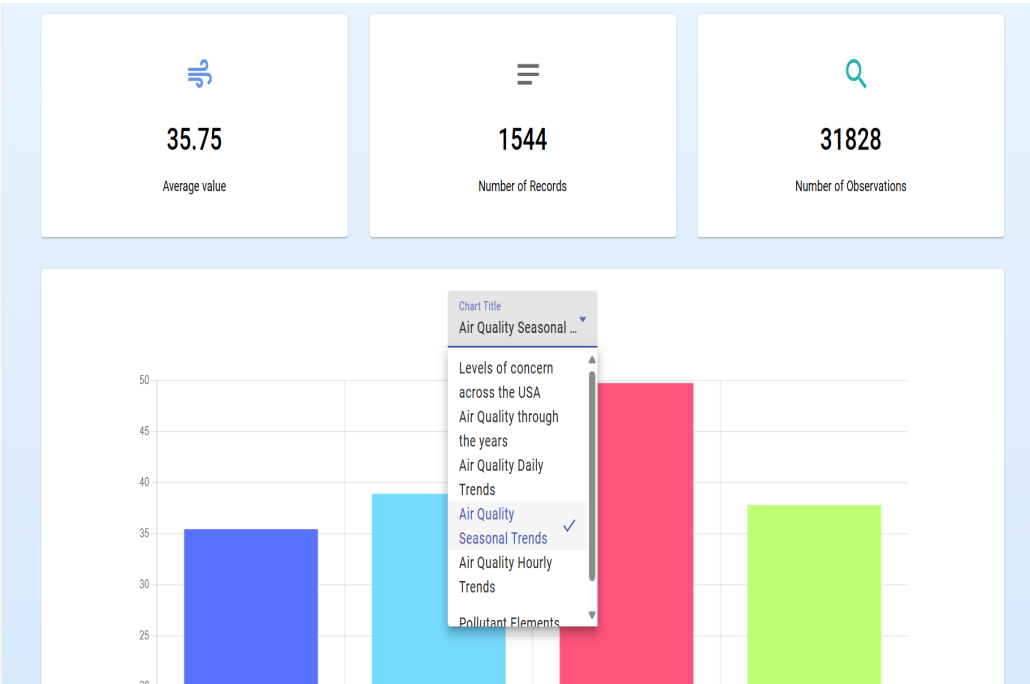 35.75
1544
31828
Average value
Number of Records
Number of Observations
Chart Title
Air Quality Seasonal ...
Levels of concern
across the USA
Air Quality through
the years
Air Quality Daily
Trends
Air Quality
Seasonal Trends
Air Quality Hourly
Trends
Pollutant Elements
50
45
40
35
30
25
20